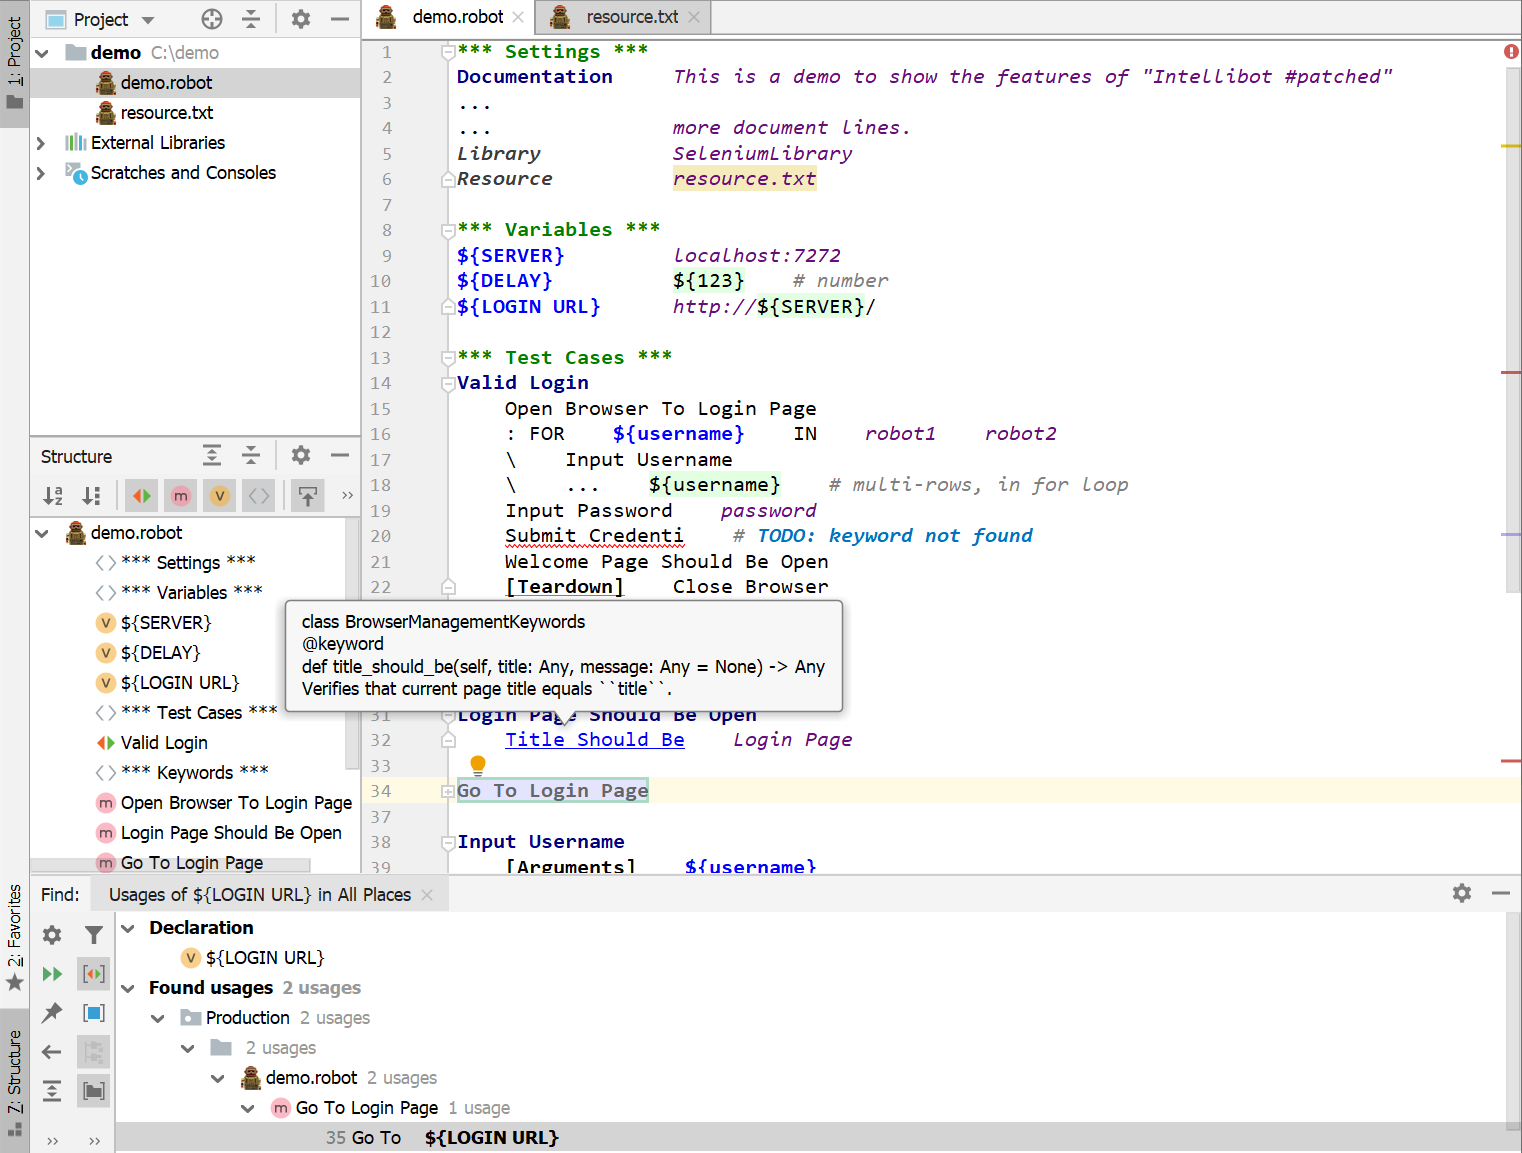 1: Project
Project
demo C:\demo
demo.robot
resource.txt
External Libraries
Scratches and Consoles
Structure
demo.robot
*** Settings ***
*** Variables ***
V ${SERVER}
V ${DELAY}
V ${LOGIN URL}
*** Test Cases ***
Valid Login
*** Keywords ***
m Open Browser To Login Page
m Login Page Should Be Open
m Go To Login Page
demo.robot
resource.txt
1 *** Settings ***
2 Documentation This is a demo to show the features of "Intellibot #patched"
3 ...
4 ... more document lines.
5 Library SeleniumLibrary
6 Resource resource.txt
7
8 *** Variables ***
9 ${SERVER} localhost:7272
10 ${DELAY} ${123} # number
11 ${LOGIN URL} http://${SERVER}/
12
13 *** Test Cases ***
14 Valid Login
15 Open Browser To Login Page
16 : FOR ${username} IN robot1 robot2
17 \ Input Username
18 \ ... ${username} # multi-rows, in for loop
19 Input Password password
20 Submit Credenti # TODO: keyword not found
21 Welcome Page Should Be Open
22 [Teardown] Close Browser
class BrowserManagementKeywords
@keyword
def title_should_be(self, title: Any, message: Any = None) -> Any
Verifies that current page title equals ``title``.
31 Login Page Should Be Open
32 Title Should Be Login Page
33
34 Go To Login Page
37
38 Input Username
39 [Arguments] ${username}
2: Favorites
Z: Structure
Find: Usages of ${LOGIN URL} in All Places
Declaration
V ${LOGIN URL}
Found usages 2 usages
Production 2 usages
2 usages
demo.robot 2 usages
m Go To Login Page 1 usage
35 Go To ${LOGIN URL}